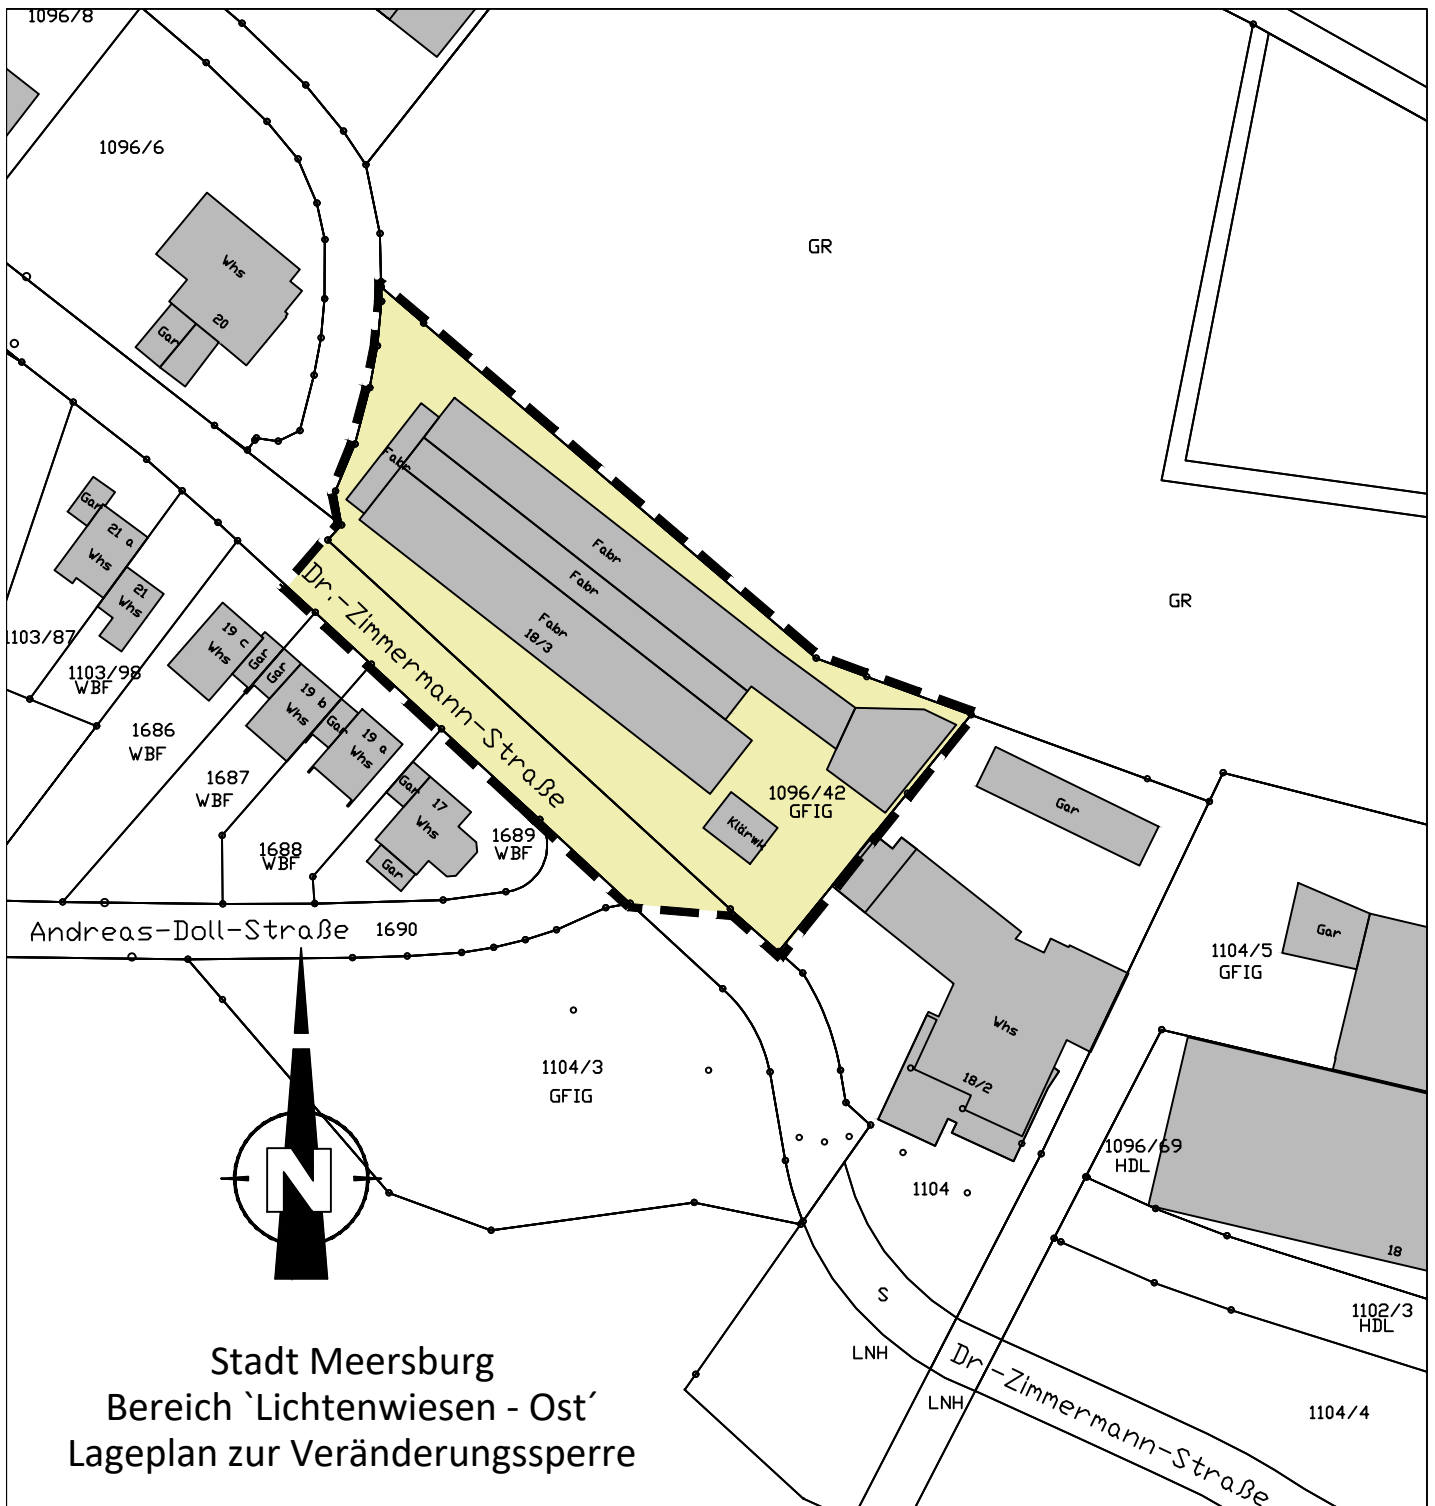 1096/8
1096/6
Whs
20
Gar
GR
GR
Gar
21 a
Whs
21
Whs
1103/87
1103/98
WBF
19 c
Whs
Gar
Gar
19 b
Whs
Gar
19 a
Whs
1686
WBF
1687
WBF
1688
WBF
Gar
17
Whs
Gar
1689
WBF
Fabr
Fabr
Fabr
Fabr
18/3
Dr.-Zimmermann-Straße
1096/42
GFIG
Klärwk
Gar
Andreas-Doll-Straße
1690
1104/3
GFIG
Whs
18/2
1104/5
GFIG
Gar
1096/69
HDL
1104
18
1102/3
HDL
S
LNH
LNH
Dr.-Zimmermann-Straße
1104/4
N
Stadt Meersburg
Bereich `Lichtenwiesen - Ost´
Lageplan zur Veränderungssperre